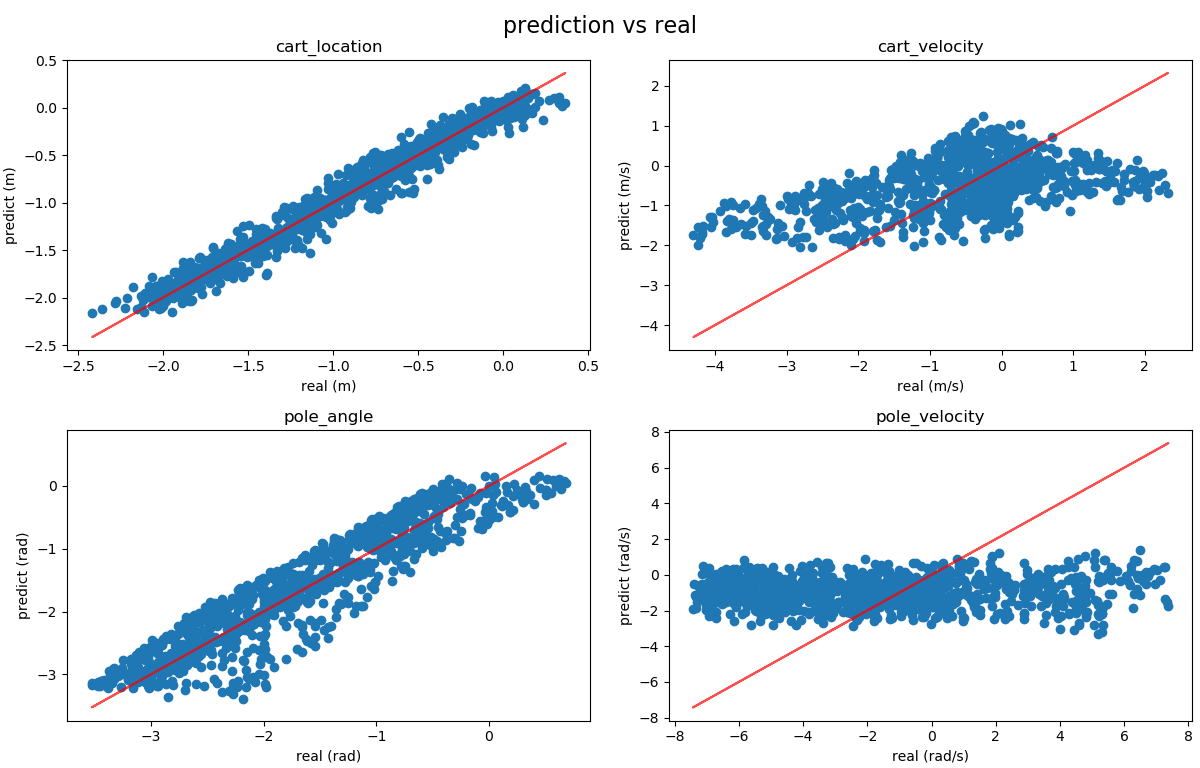 prediction vs real
cart_location
0.5
0.0
−0.5
−1.0
−1.5
−2.0
−2.5
predict (m)
−2.5 −2.0 −1.5 −1.0 −0.5 0.0 0.5
real (m)
cart_velocity
2
1
0
−1
−2
−3
−4
predict (m/s)
−4 −3 −2 −1 0 1 2
real (m/s)
pole_angle
0
−1
−2
−3
predict (rad)
−3 −2 −1 0
real (rad)
pole_velocity
8
6
4
2
0
−2
−4
−6
−8
predict (rad/s)
−8 −6 −4 −2 0 2 4 6 8
real (rad/s)